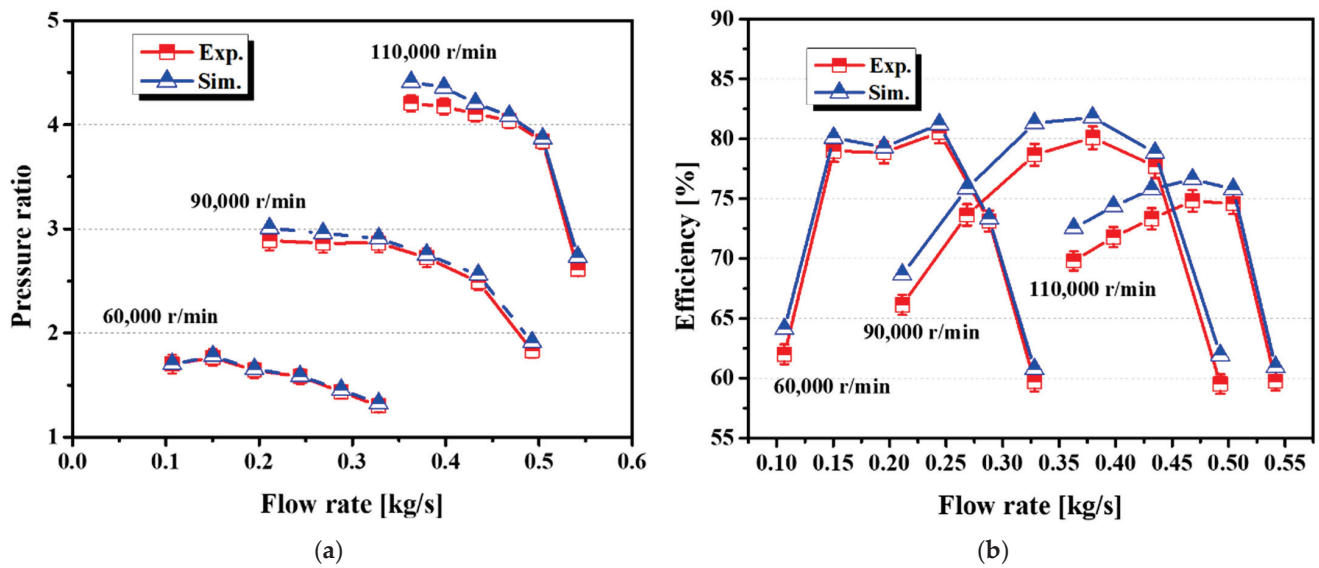 5
4
3
2
1
Pressure ratio
Exp.
Sim.
110,000 r/min
90,000 r/min
60,000 r/min
0.0 0.1 0.2 0.3 0.4 0.5 0.6
Flow rate [kg/s]
(a)
90
85
80
75
70
65
60
55
Efficiency [%]
Exp.
Sim.
110,000 r/min
90,000 r/min
60,000 r/min
0.10 0.15 0.20 0.25 0.30 0.35 0.40 0.45 0.50 0.55
Flow rate [kg/s]
(b)